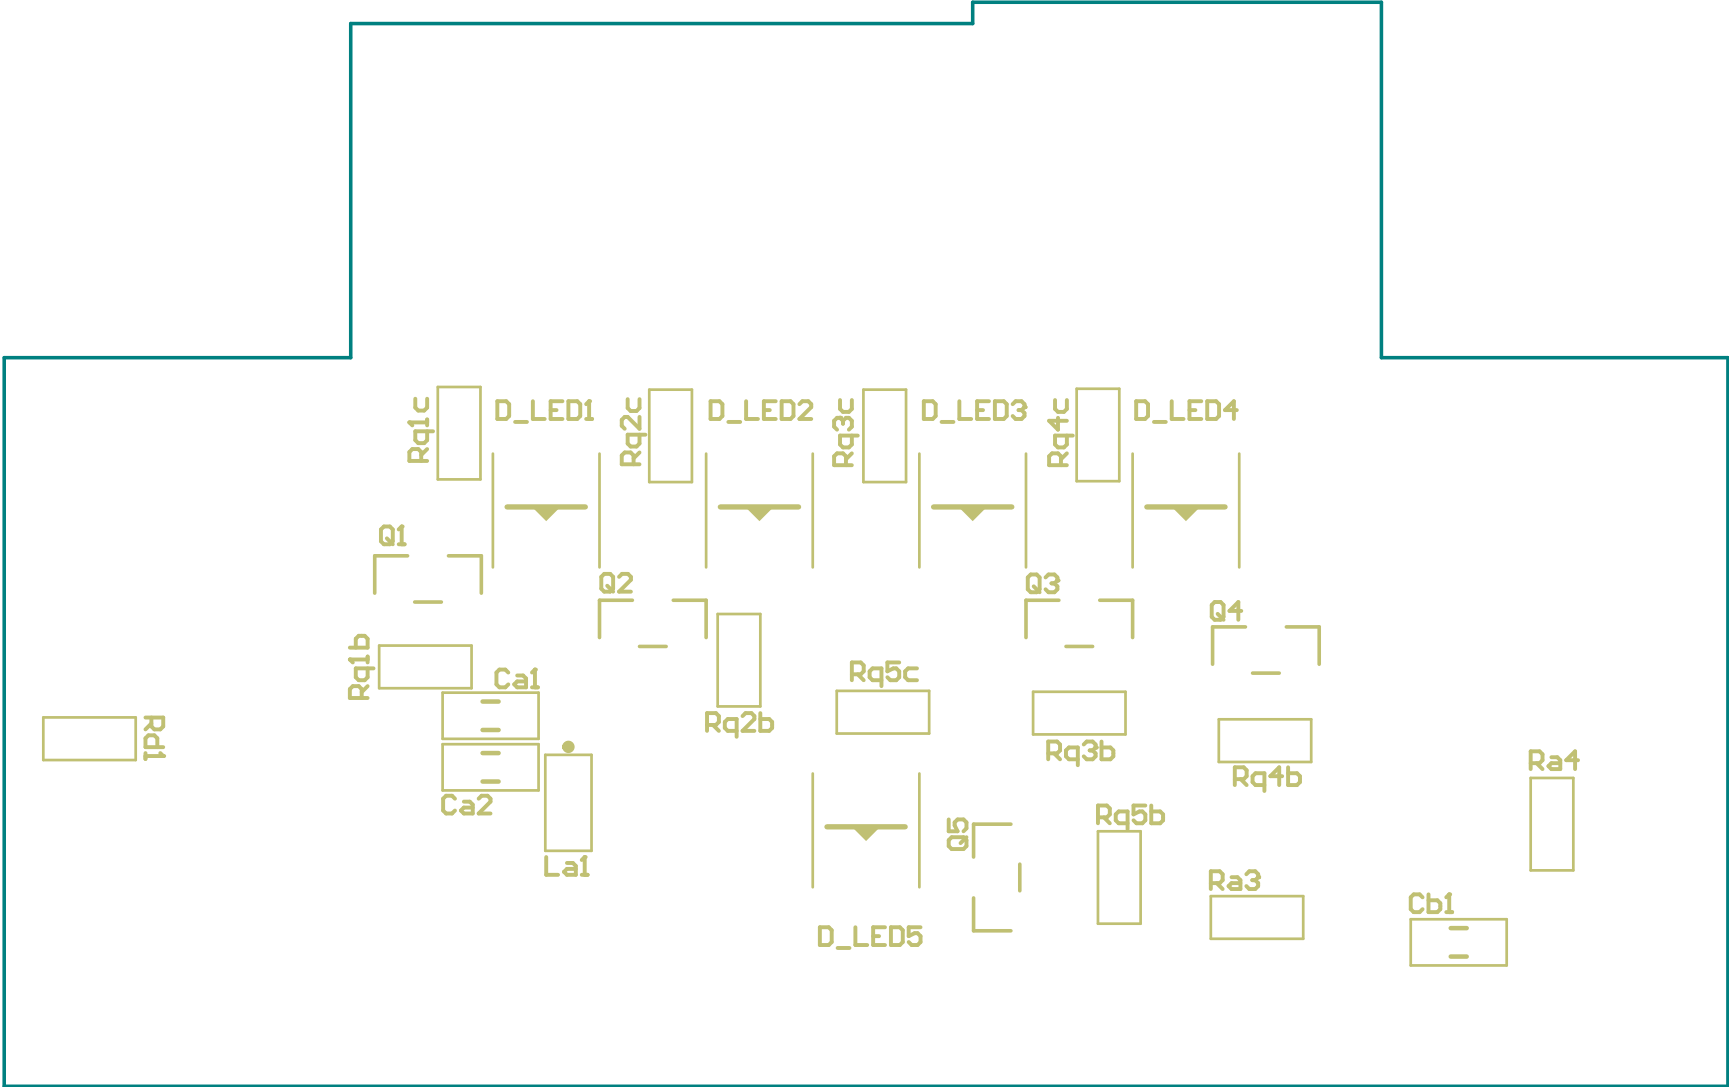 Rq1c
D_LED1
Rq2c
D_LED2
Rq3c
D_LED3
Rq4c
D_LED4
Q1
Q2
Q3
Q4
Rq1b
Ca1
Rq5c
Rd1
Rq2b
Rq3b
Rq4b
Ra4
Ca2
Rq5b
Q5
La1
Ra3
Cb1
D_LED5